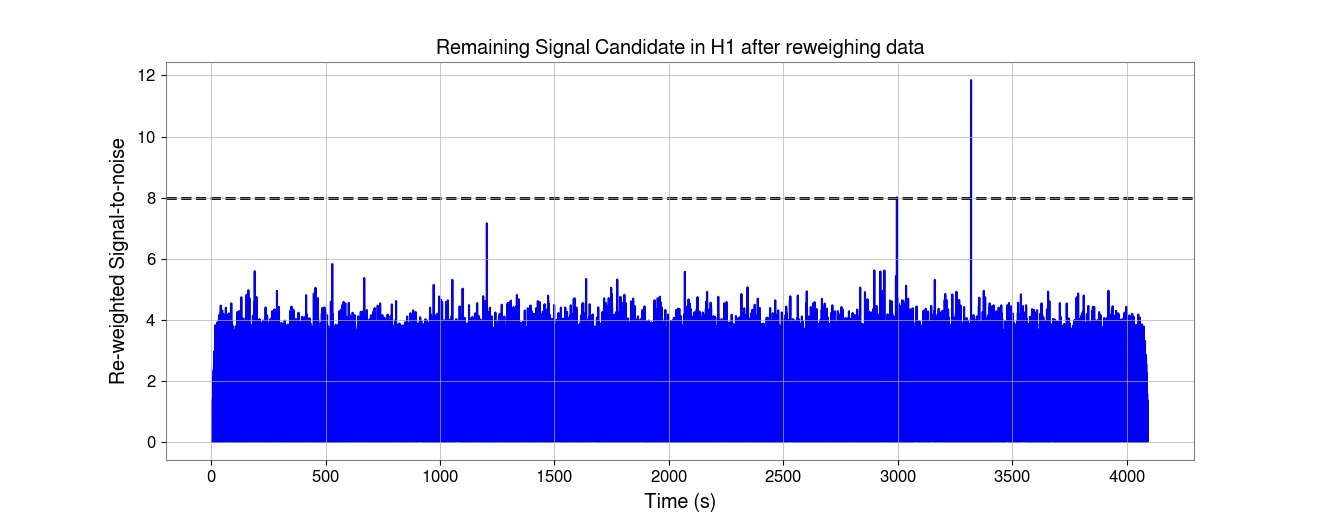 Remaining Signal Candidate in H1 after reweighing data
Re-weighted Signal-to-noise
12
10
8
6
4
2
0
0 500 1000 1500 2000 2500 3000 3500 4000
Time (s)